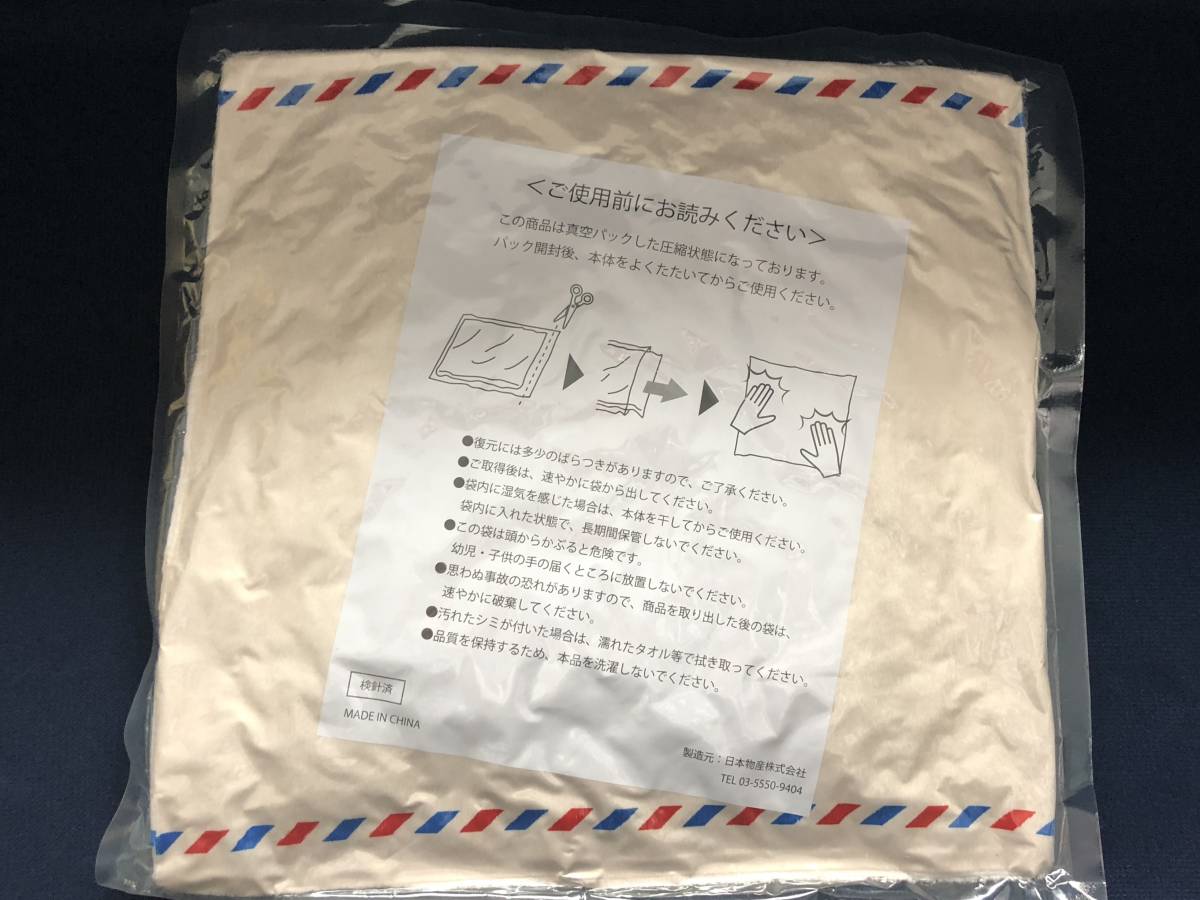 ＜ご使用前にお読みください＞
この商品は真空パックした圧縮状態になっております。
パック開封後、本体をよくたたいてからご使用ください。
●復元には多少のばらつきがありますので、ご了承ください。
●ご取得後は、速やかに袋から出してください。
●袋内に湿気を感じた場合は、本体を干してからご使用ください。
袋内に入れた状態で、長期間保管しないでください。
●この袋は頭からかぶると危険です。
幼児・子供の手の届くところに放置しないでください。
●思わぬ事故の恐れがありますので、商品を取り出した後の袋は、
速やかに破棄してください。
●汚れたシミが付いた場合は、濡れたタオル等で拭き取ってください。
●品質を保持するため、本品を洗濯しないでください。
検針済
MADE IN CHINA
製造元：日本物産株式会社
TEL 03-5550-9404